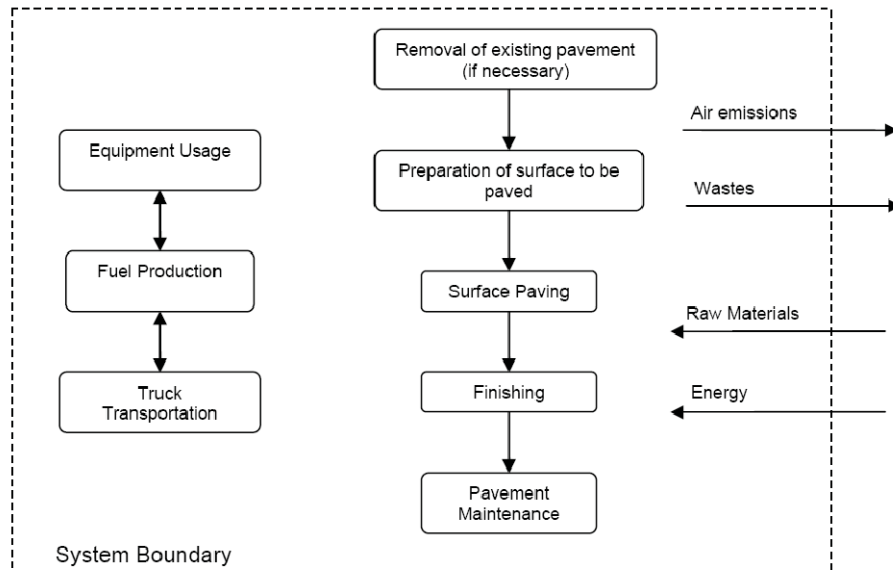 Removal of existing pavement
(if necessary)
Air emissions
Equipment Usage
Preparation of surface to be
paved
Wastes
Fuel Production
Surface Paving
Raw Materials
Truck
Transportation
Finishing
Energy
Pavement
Maintenance
System Boundary